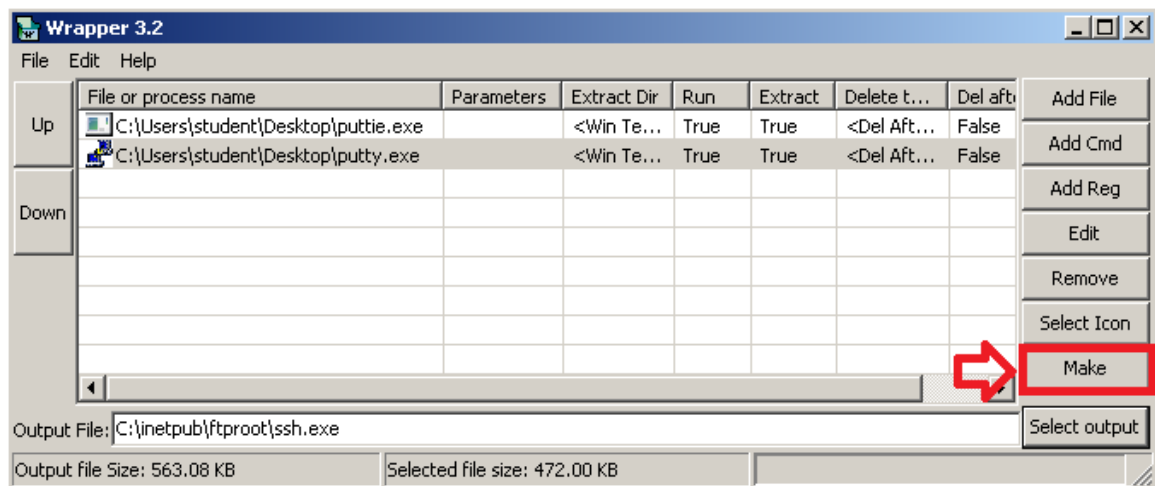 Wrapper 3.2
File Edit Help
File or process name Parameters Extract Dir Run Extract Delete t... Del afte
C:\Users\student\Desktop\puttie.exe <Win Te... True True <Del Aft... False
C:\Users\student\Desktop\putty.exe <Win Te... True True <Del Aft... False
Up
Down
Add File
Add Cmd
Add Reg
Edit
Remove
Select Icon
Make
Output File: C:\inetpub\ftproot\ssh.exe Select output
Output file Size: 563.08 KB Selected file size: 472.00 KB